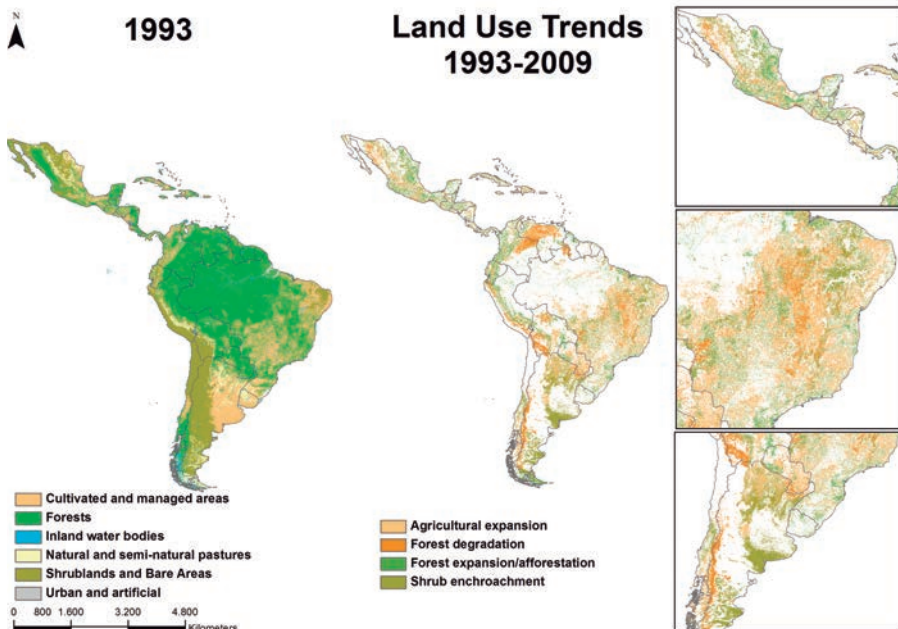 N
1993
Land Use Trends
1993-2009
Cultivated and managed areas
Forests
Inland water bodies
Natural and semi-natural pastures
Shrublands and Bare Areas
Urban and artificial
0 800 1.600 3.200 4.800
Kilometers
Agricultural expansion
Forest degradation
Forest expansion/afforestation
Shrub enchroachment